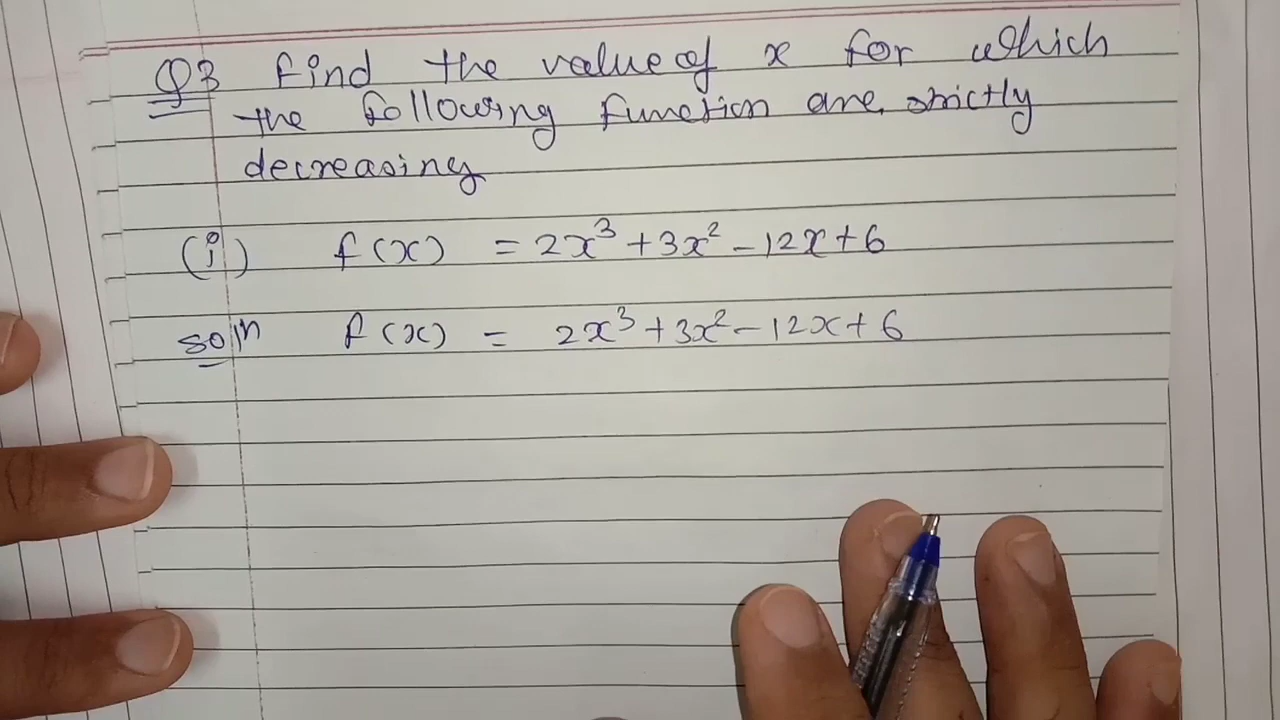 Q3 Find the value of x for which
the following function are strictly
decreasing
(i) f(x) = 2x³ + 3x² - 12x + 6
soln f(x) = 2x³ + 3x² - 12x + 6